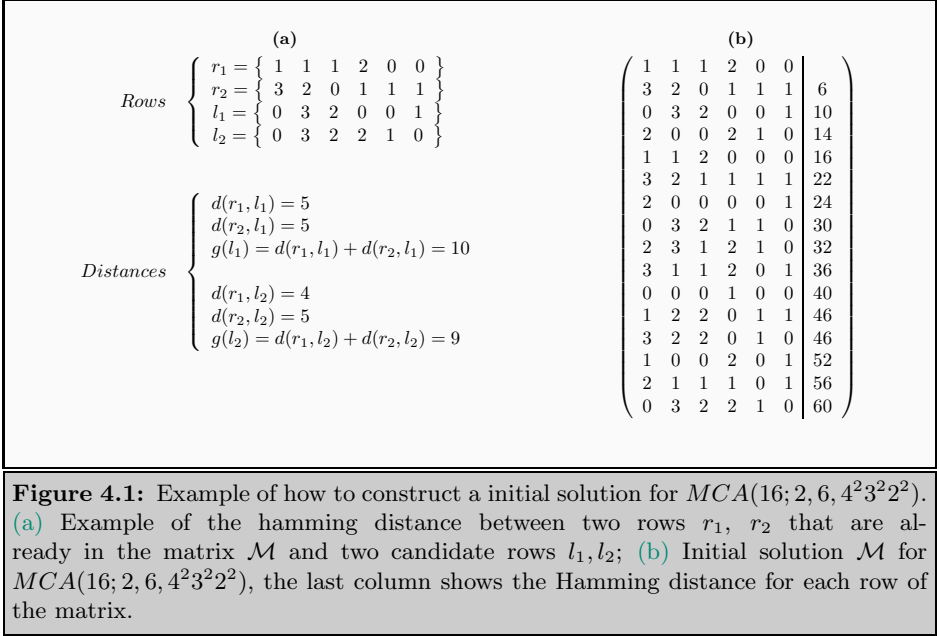 (a)
Rows
r₁ = { 1 1 1 2 0 0 }
r₂ = { 3 2 0 1 1 1 }
l₁ = { 0 3 2 0 0 1 }
l₂ = { 0 3 2 2 1 0 }
Distances
d(r₁, l₁) = 5
d(r₂, l₁) = 5
g(l₁) = d(r₁, l₁) + d(r₂, l₁) = 10
d(r₁, l₂) = 4
d(r₂, l₂) = 5
g(l₂) = d(r₁, l₂) + d(r₂, l₂) = 9
(b)
1 1 1 2 0 0
3 2 0 1 1 1 6
0 3 2 0 0 1 10
2 0 0 2 1 0 14
1 1 2 0 0 0 16
3 2 1 1 1 1 22
2 0 0 0 0 1 24
0 3 2 1 1 0 30
2 3 1 2 1 0 32
3 1 1 2 0 1 36
0 0 0 1 0 0 40
1 2 2 0 1 1 46
3 2 2 0 1 0 46
1 0 0 2 0 1 52
2 1 1 1 0 1 56
0 3 2 2 1 0 60
Figure 4.1: Example of how to construct a initial solution for MCA(16; 2, 6, 4²3²2²).
(a) Example of the hamming distance between two rows r₁, r₂ that are al-
ready in the matrix ℳ and two candidate rows l₁, l₂; (b) Initial solution ℳ for
MCA(16; 2, 6, 4²3²2²), the last column shows the Hamming distance for each row of
the matrix.